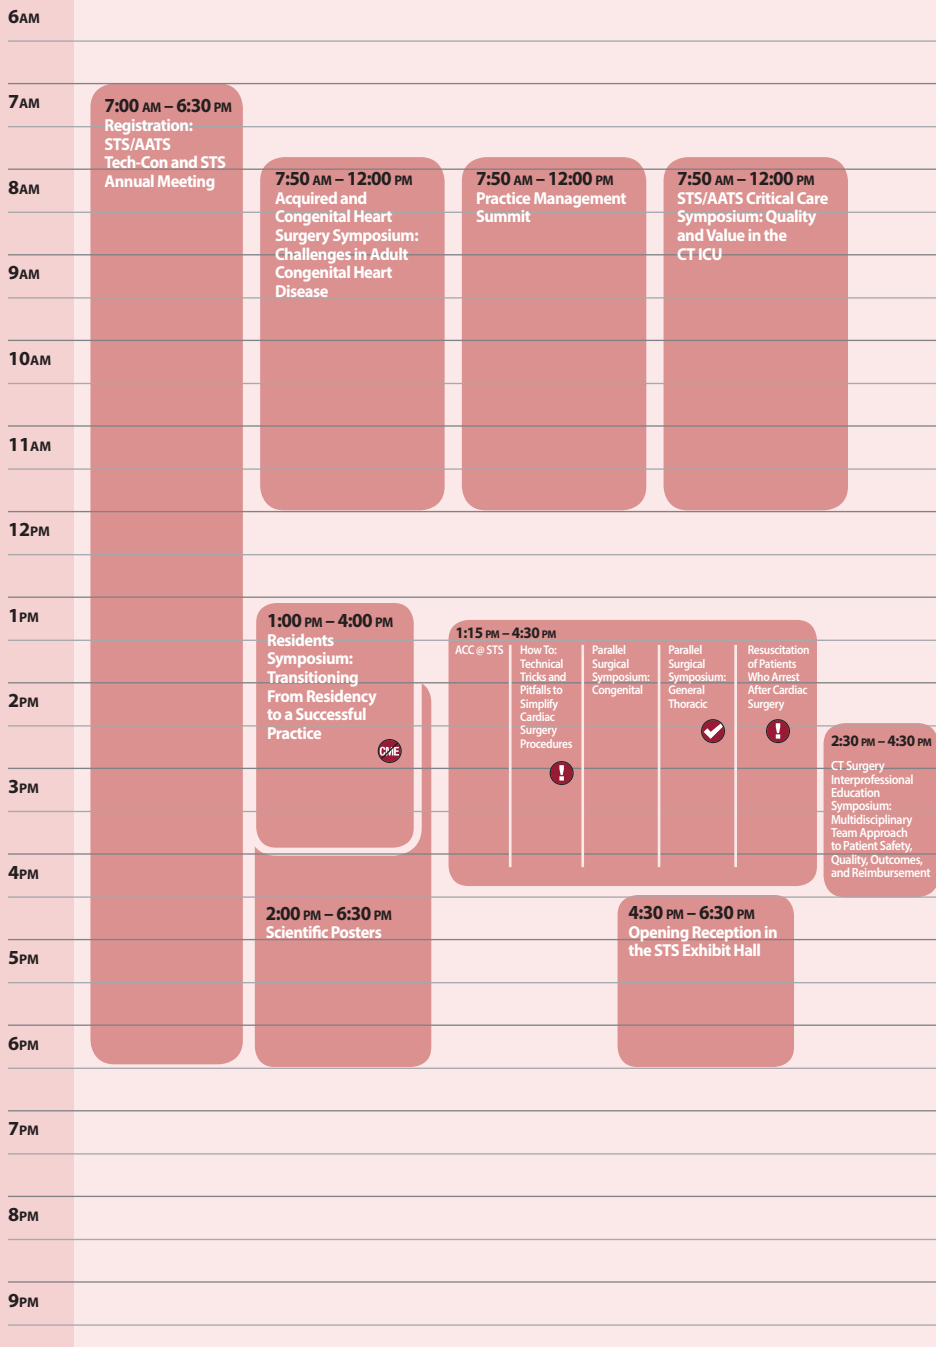 6AM
7AM
7:00 AM – 6:30 PM
Registration:
STS/AATS
Tech-Con and STS
Annual Meeting
8AM
7:50 AM – 12:00 PM
Acquired and
Congenital Heart
Surgery Symposium:
Challenges in Adult
Congenital Heart
Disease
7:50 AM – 12:00 PM
Practice Management
Summit
7:50 AM – 12:00 PM
STS/AATS Critical Care
Symposium: Quality
and Value in the
CT ICU
9AM
10AM
11AM
12PM
1PM
1:00 PM – 4:00 PM
Residents
Symposium:
Transitioning
From Residency
to a Successful
Practice
CME
1:15 PM – 4:30 PM
ACC @ STS
How To:
Technical
Tricks and
Pitfalls to
Simplify
Cardiac
Surgery
Procedures
!
Parallel
Surgical
Symposium:
Congenital
Parallel
Surgical
Symposium:
General
Thoracic
Resuscitation
of Patients
Who Arrest
After Cardiac
Surgery
!
2PM
2:30 PM – 4:30 PM
CT Surgery
Interprofessional
Education
Symposium:
Multidisciplinary
Team Approach
to Patient Safety,
Quality, Outcomes,
and Reimbursement
3PM
4PM
2:00 PM – 6:30 PM
Scientific Posters
4:30 PM – 6:30 PM
Opening Reception in
the STS Exhibit Hall
5PM
6PM
7PM
8PM
9PM